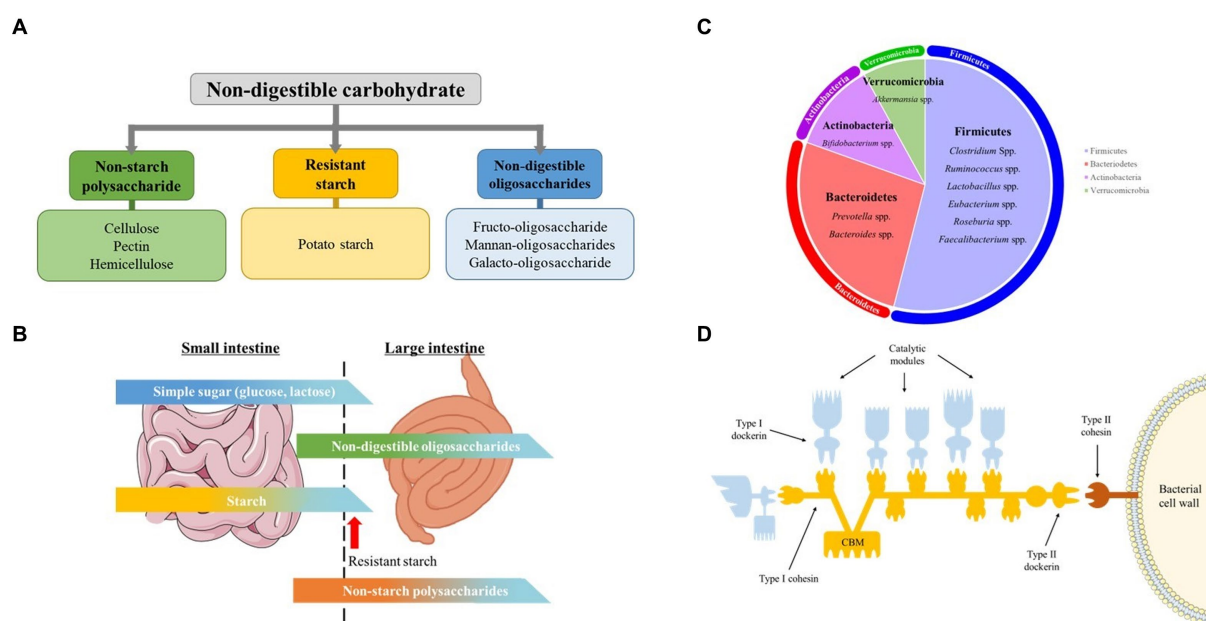 A
Non-digestible carbohydrate
Non-starch
polysaccharide
Resistant
starch
Non-digestible
oligosaccharides
Cellulose
Pectin
Hemicellulose
Potato starch
Fructo-oligosaccharide
Mannan-oligosaccharides
Galacto-oligosaccharide
B
Small intestine
Large intestine
Simple sugar (glucose, lactose)
Non-digestible oligosaccharides
Starch
Resistant starch
Non-starch polysaccharides
C
Verrucomicrobia
Firmicutes
Actinobacteria
Bacteroidetes
Verrucomicrobia
Akkermansia spp.
Actinobacteria
Bifidobacterium spp.
Bacteroidetes
Prevotella spp.
Bacteroides spp.
Firmicutes
Clostridium Spp.
Ruminococcus spp.
Lactobacillus spp.
Eubacterium spp.
Roseburia spp.
Faecalibacterium spp.
Firmicutes
Bacteriodetes
Actinobacteria
Verrucomicrobia
D
Catalytic
modules
Type I
dockerin
Type II
cohesin
CBM
Type I cohesin
Type II
dockerin
Bacterial
cell wall